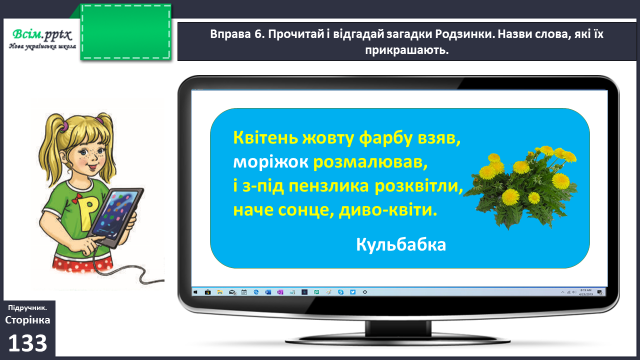 Всім.pptx
Нова українська школа
Вправа 6. Прочитай і відгадай загадки Родзинки. Назви слова, які їх
прикрашають.
Квітень жовту фарбу взяв,
моріжок розмалював,
і з-під пензлика розквітли,
наче сонце, диво-квіти.
Кульбабка
Р
Підручник.
Сторінка
133